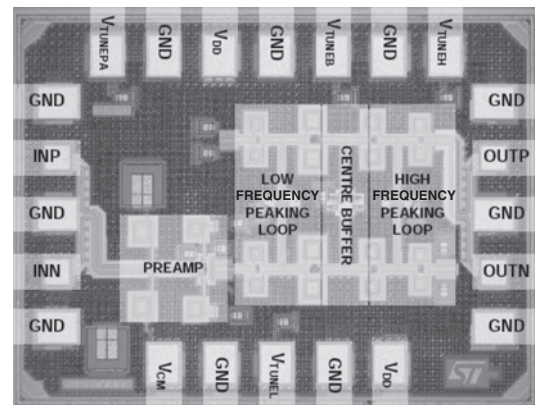 VTUNEPA
GND
VDD
GND
VTUNEB
GND
VTUNEH
GND
INP
GND
INN
GND
LOW
FREQUENCY
PEAKING
LOOP
CENTRE BUFFER
HIGH
FREQUENCY
PEAKING
LOOP
PREAMP
GND
OUTP
GND
OUTN
GND
VCM
GND
VTUNEL
GND
VDD
ST